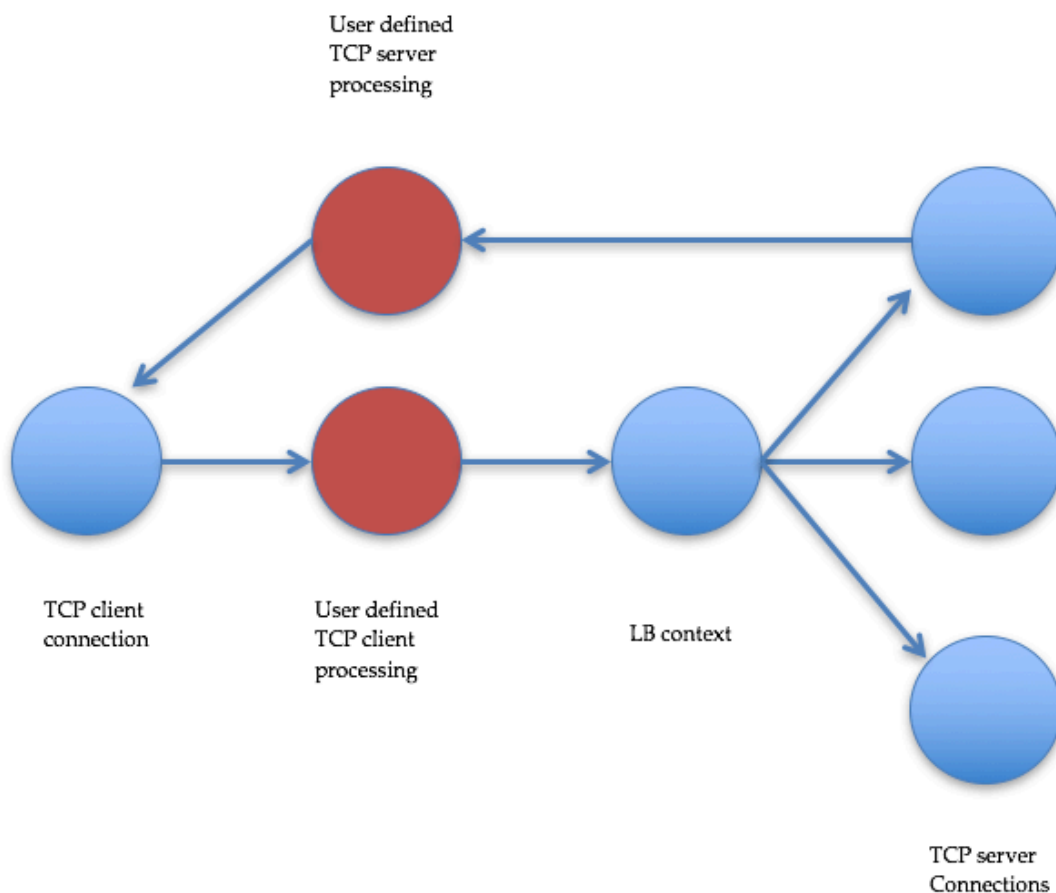 User defined
TCP server
processing
TCP client
connection
User defined
TCP client
processing
LB context
TCP server
Connections